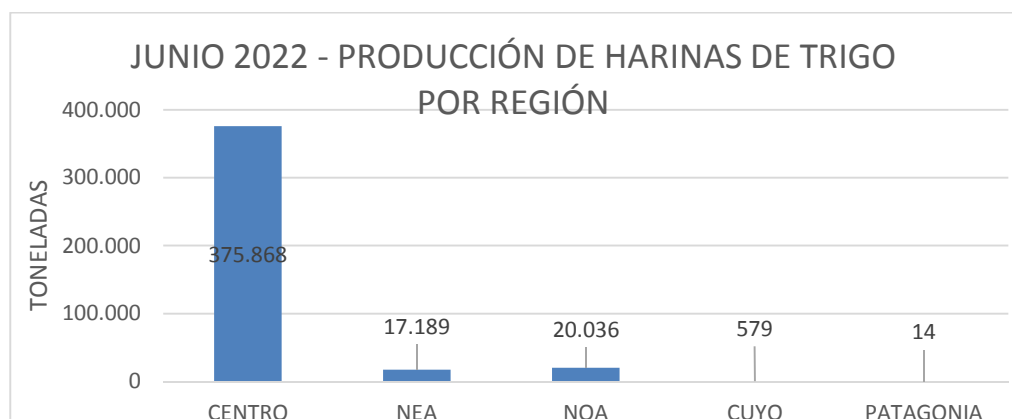 JUNIO 2022 - PRODUCCIÓN DE HARINAS DE TRIGO
POR REGIÓN
TONELADAS
400.000
300.000
200.000
100.000
0
375.868
17.189
20.036
579
14
CENTRO
NEA
NOA
CUYO
PATAGONIA